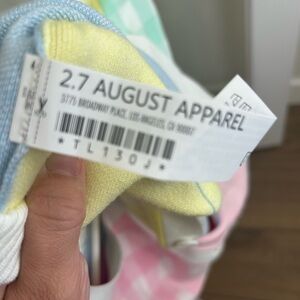 2.7 AUGUST APPAREL
3775 BROADWAY PLACE, LOS ANGELES, CA 90007
*TL130J*